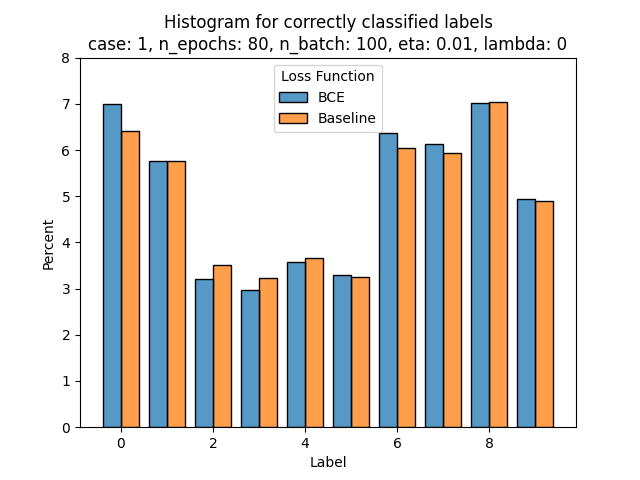 Histogram for correctly classified labels
case: 1, n_epochs: 80, n_batch: 100, eta: 0.01, lambda: 0
8
7
6
5
4
3
2
1
0
Percent
Loss Function
BCE
Baseline
0 2 4 6 8
Label